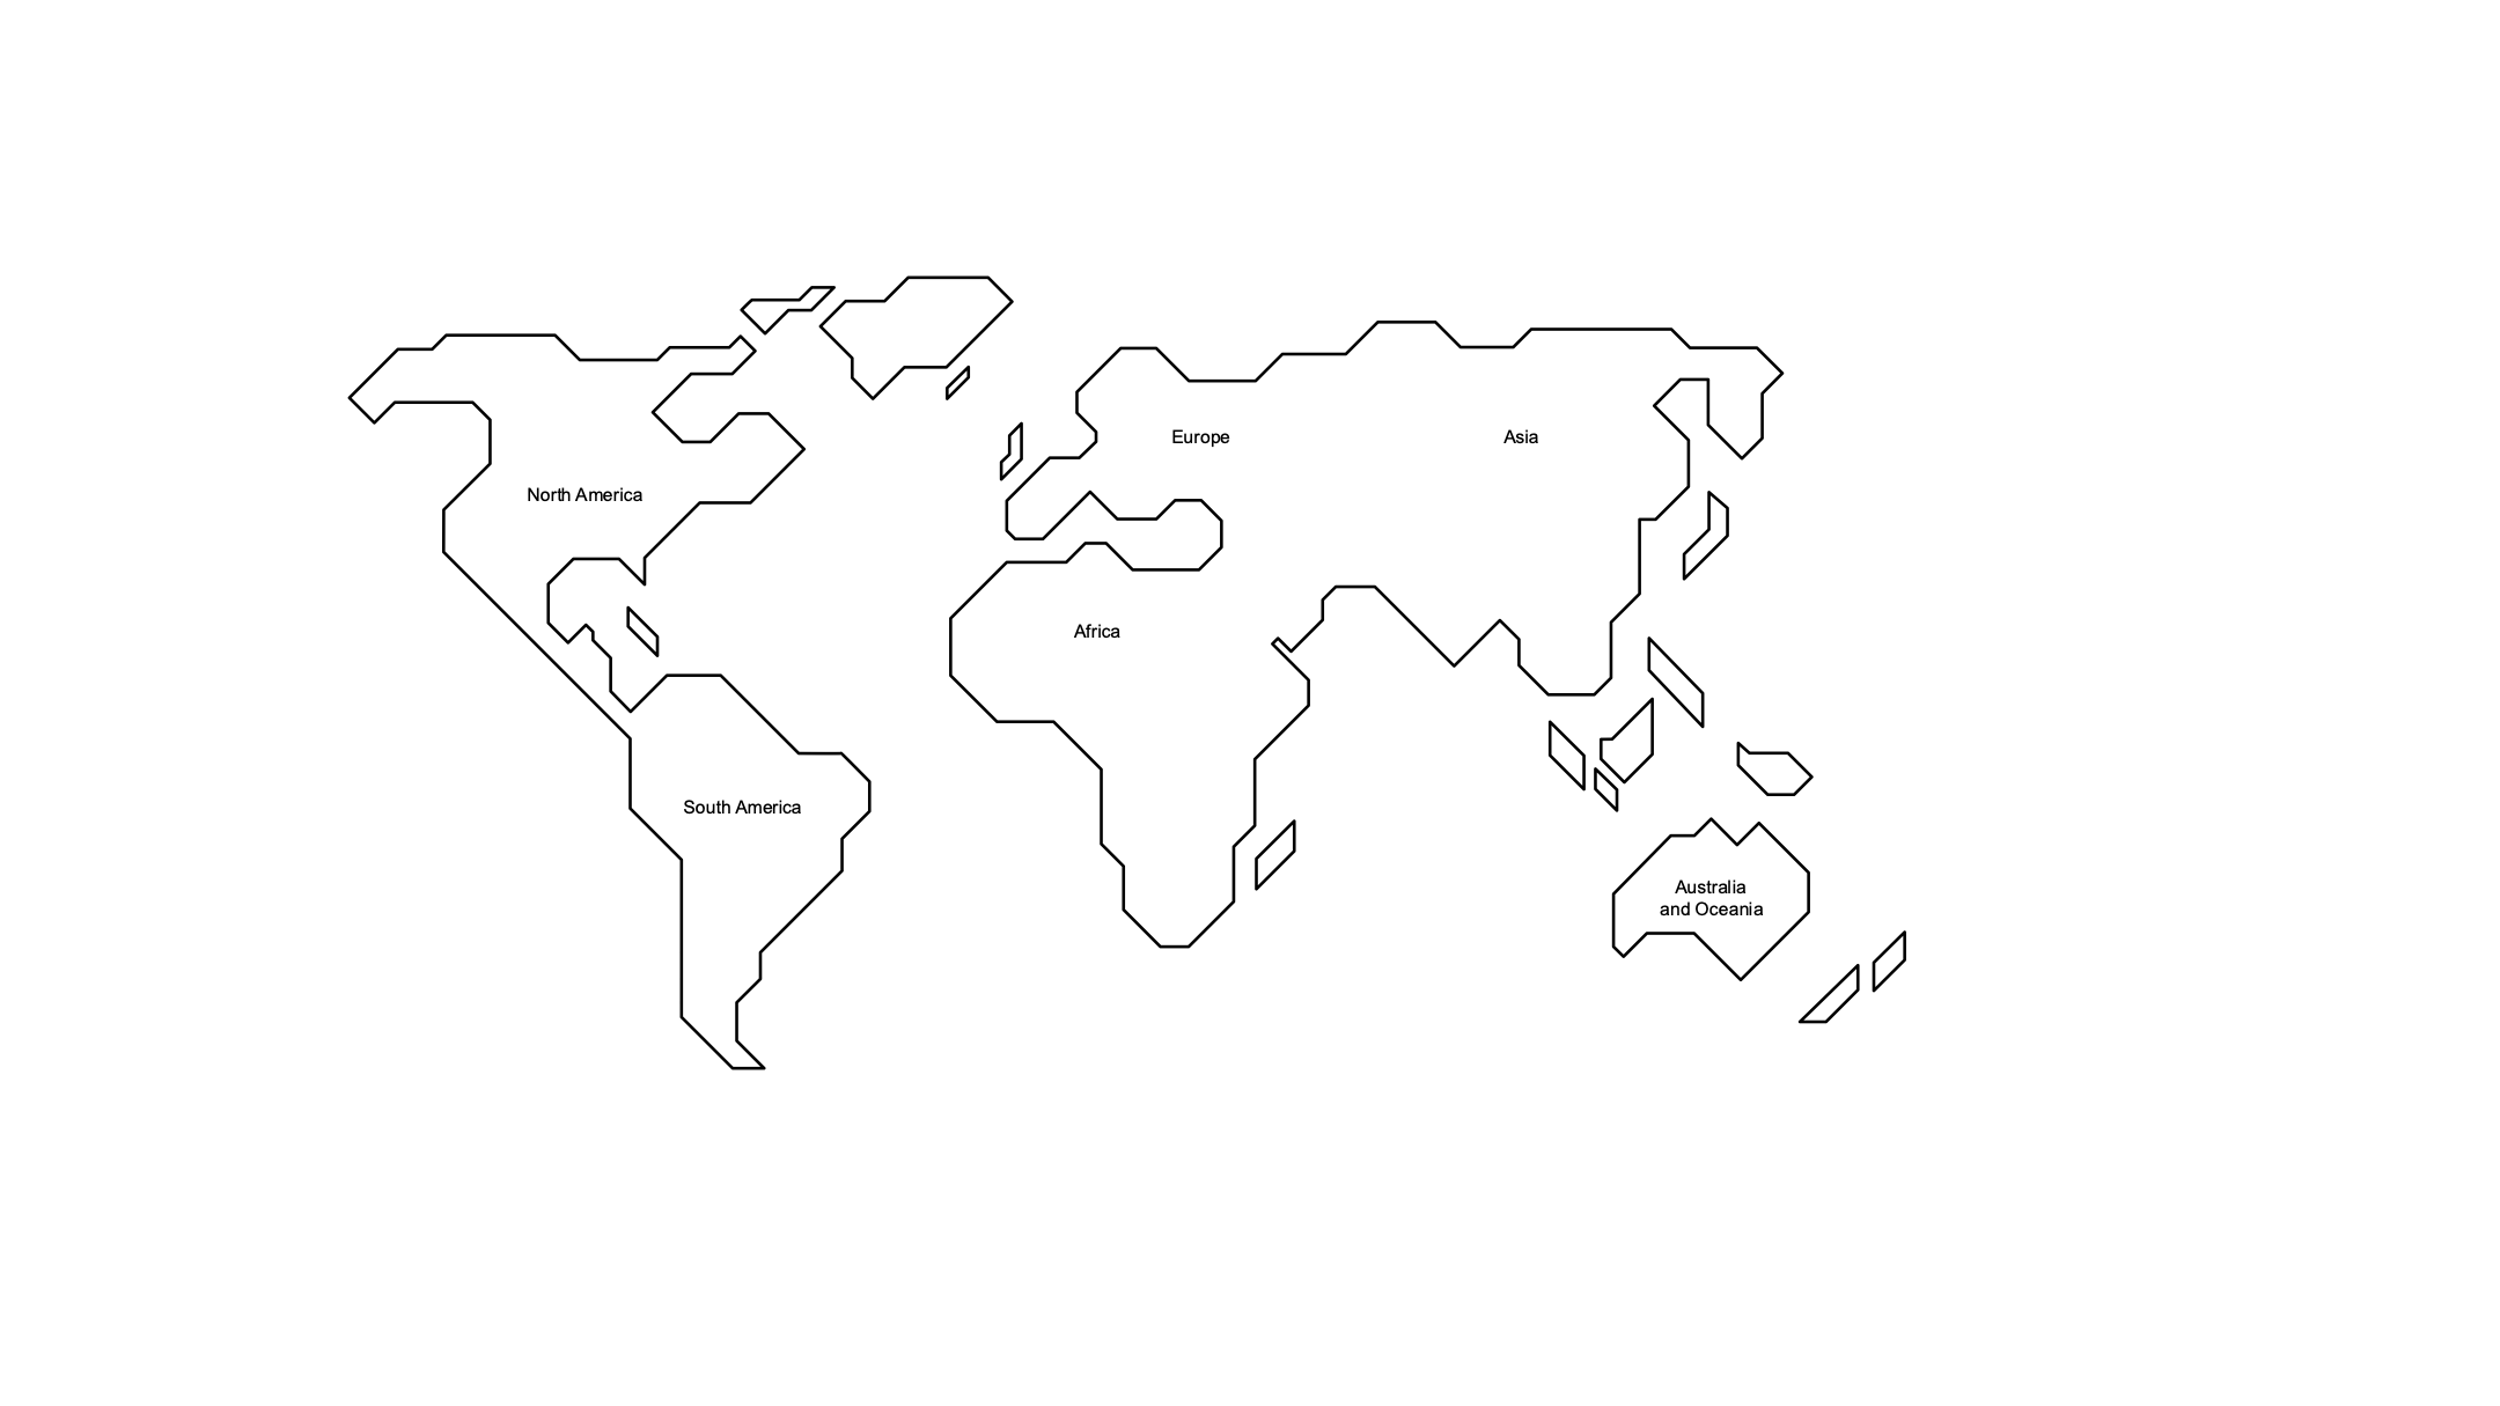 Europe
Asia
North America
Africa
South America
Australia
and Oceania